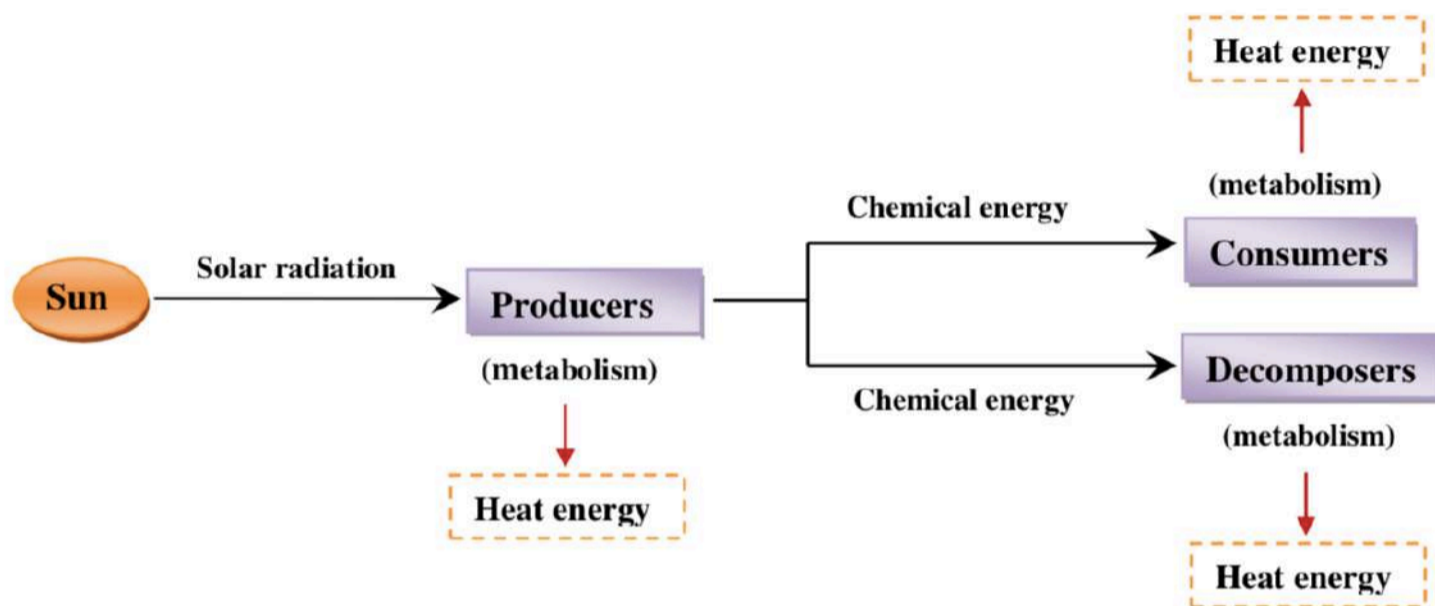 Heat energy
(metabolism)
Chemical energy
Consumers
Solar radiation
Sun
Producers
(metabolism)
Chemical energy
Decomposers
(metabolism)
Heat energy
Heat energy